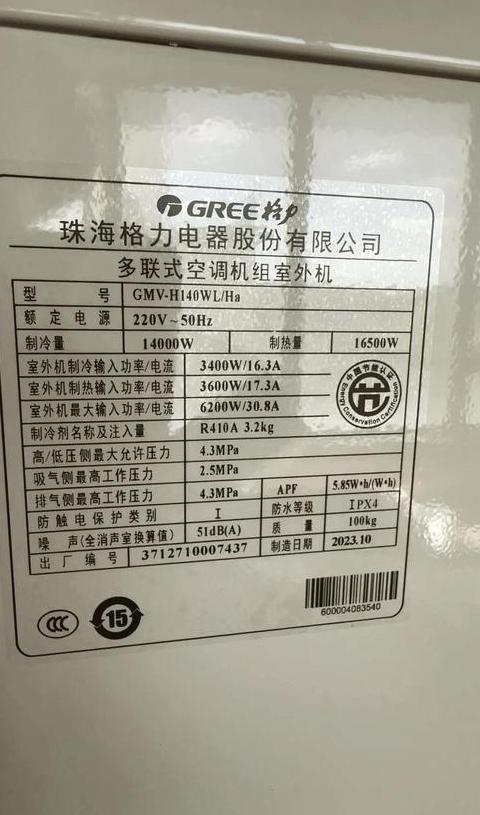 GREE 格力
珠海格力电器股份有限公司
多联式空调机组室外机
型 号 GMV-H140WL/Ha
额定电源 220V~50Hz
制冷量 14000W 制热量 16500W
室外机制冷输入功率/电流 3400W/16.3A
室外机制热输入功率/电流 3600W/17.3A
室外机最大输入功率/电流 6200W/30.8A
制冷剂名称及注入量 R410A 3.2kg
高/低压侧最大允许压力 4.3MPa
吸气侧最高工作压力 2.5MPa
排气侧最高工作压力 4.3MPa APF 5.85W·h/(W·h)
防触电保护类别 I 防水等级 IPX4
噪 声(全消声室换算值) 51dB(A) 质 量 100kg
出厂编号 3712710007437 制造日期 2023.10
中国节能认证
Energy Conservation Certification
CCC
15
600004083540